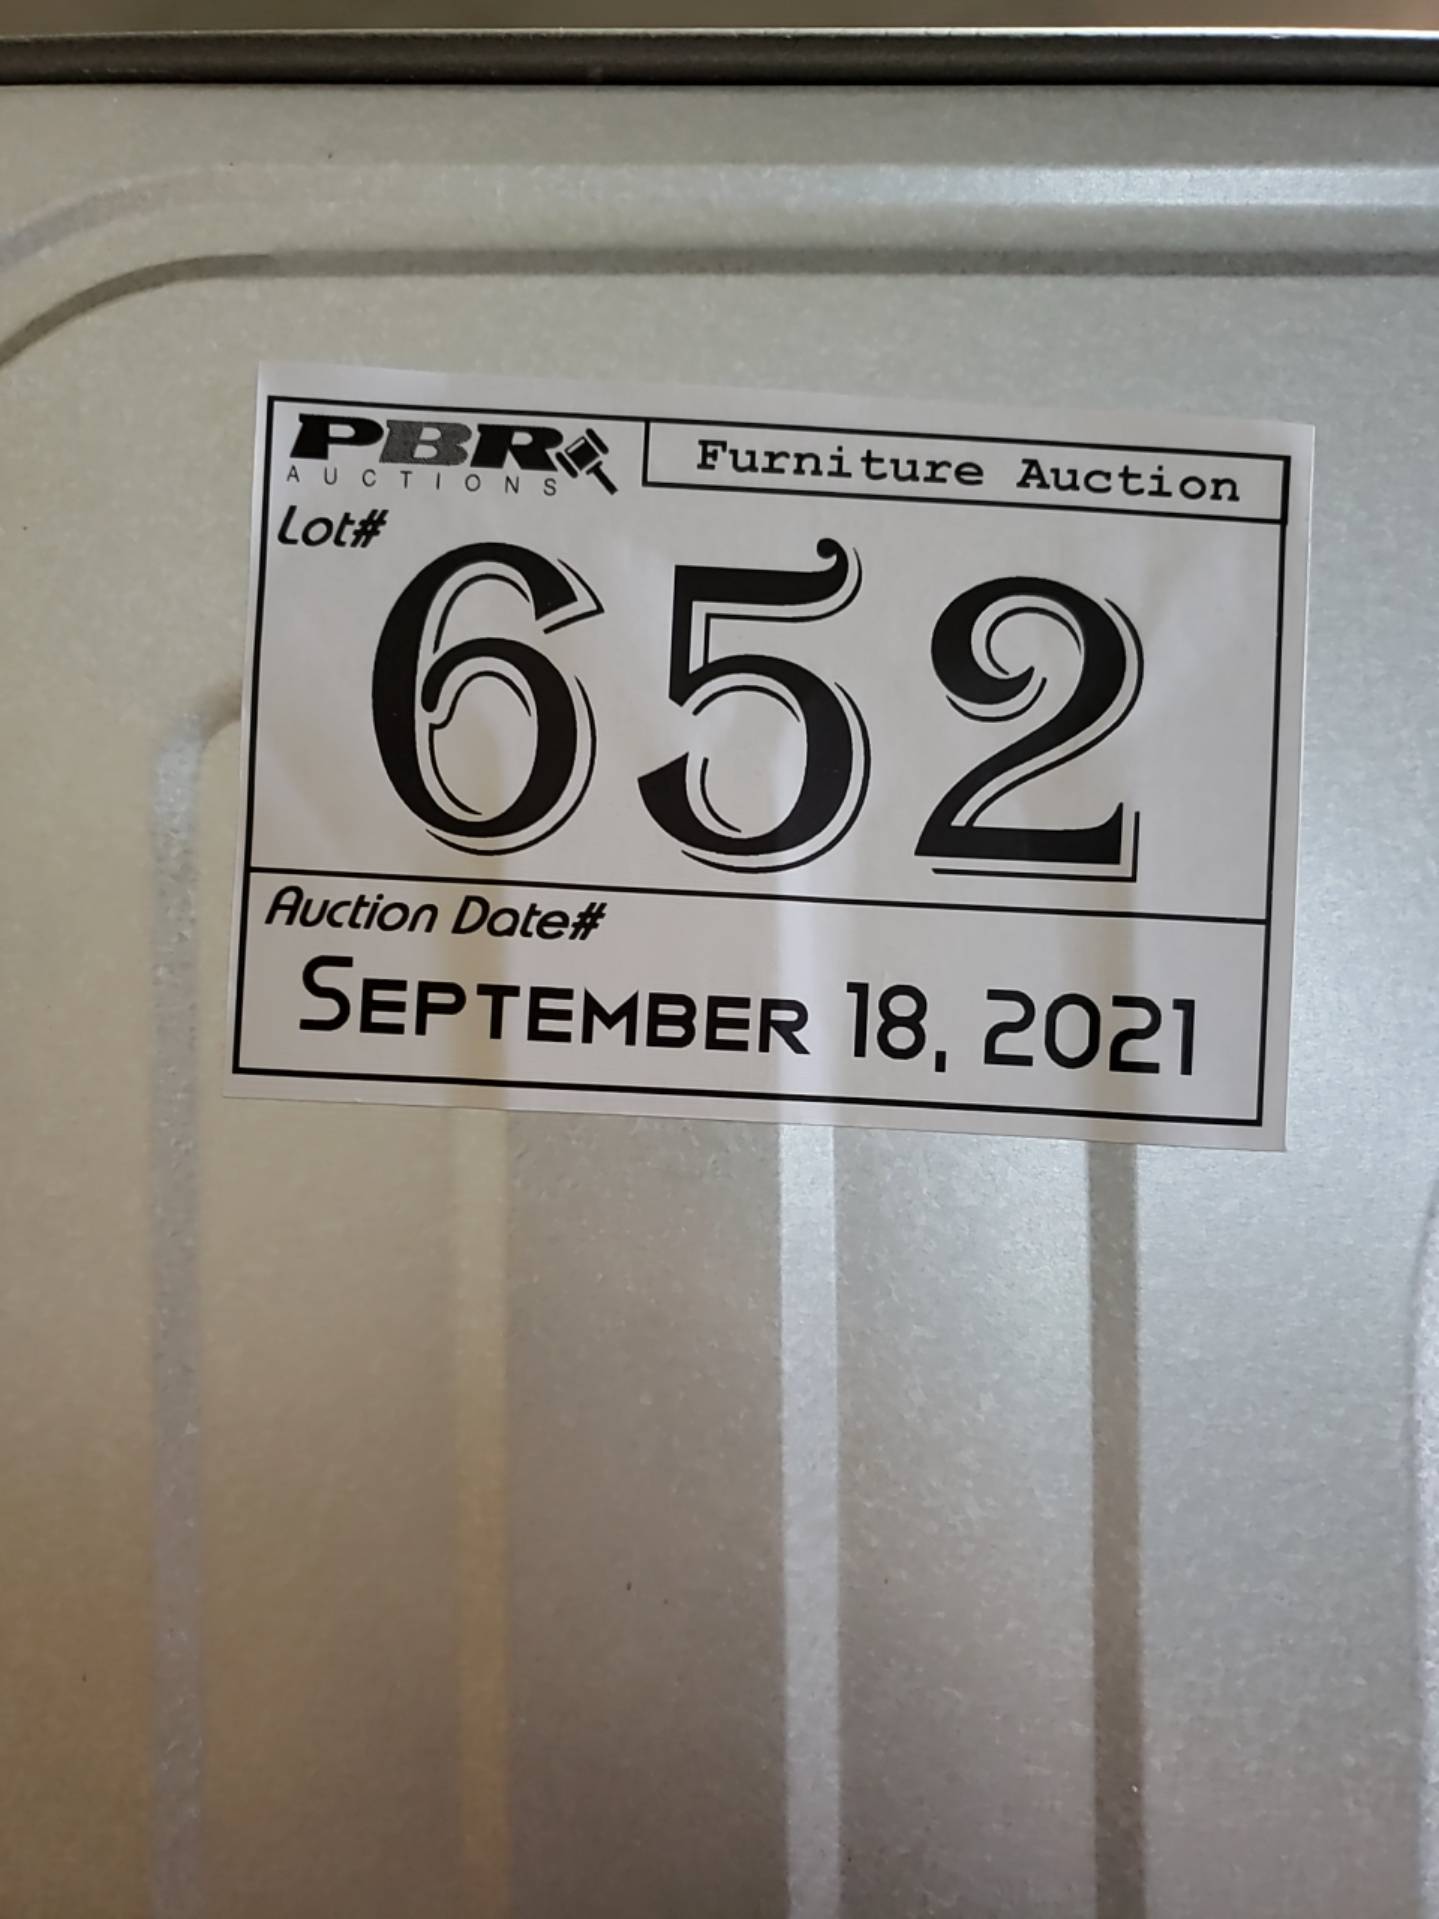 PBR
AUCTIONS
Furniture Auction
Lot#
652
Auction Date#
SEPTEMBER 18, 2021